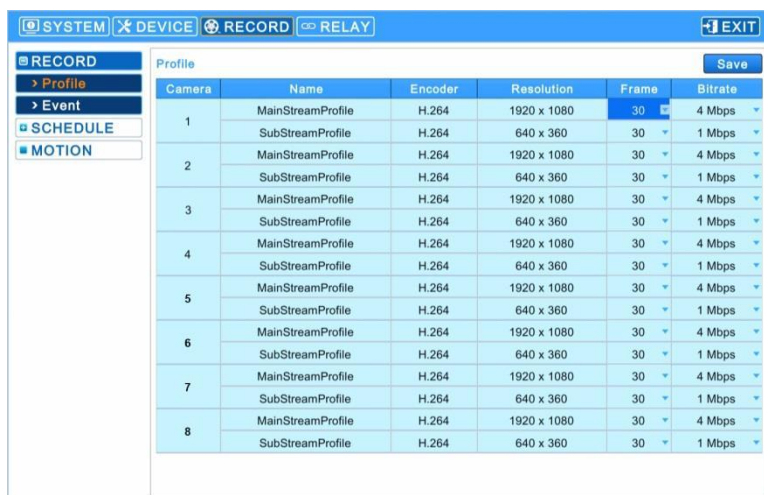 SYSTEM DEVICE RECORD RELAY EXIT
RECORD
> Profile
> Event
SCHEDULE
MOTION
Profile Save
Camera Name Encoder Resolution Frame Bitrate
1 MainStreamProfile H.264 1920 x 1080 30 4 Mbps
SubStreamProfile H.264 640 x 360 30 1 Mbps
2 MainStreamProfile H.264 1920 x 1080 30 4 Mbps
SubStreamProfile H.264 640 x 360 30 1 Mbps
3 MainStreamProfile H.264 1920 x 1080 30 4 Mbps
SubStreamProfile H.264 640 x 360 30 1 Mbps
4 MainStreamProfile H.264 1920 x 1080 30 4 Mbps
SubStreamProfile H.264 640 x 360 30 1 Mbps
5 MainStreamProfile H.264 1920 x 1080 30 4 Mbps
SubStreamProfile H.264 640 x 360 30 1 Mbps
6 MainStreamProfile H.264 1920 x 1080 30 4 Mbps
SubStreamProfile H.264 640 x 360 30 1 Mbps
7 MainStreamProfile H.264 1920 x 1080 30 4 Mbps
SubStreamProfile H.264 640 x 360 30 1 Mbps
8 MainStreamProfile H.264 1920 x 1080 30 4 Mbps
SubStreamProfile H.264 640 x 360 30 1 Mbps